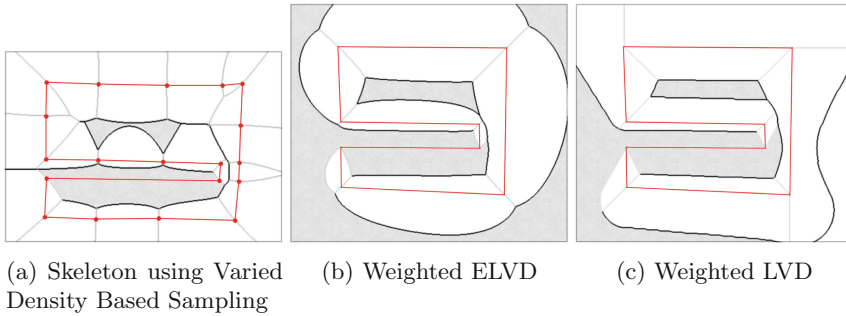 (a) Skeleton using Varied
Density Based Sampling
(b) Weighted ELVD
(c) Weighted LVD